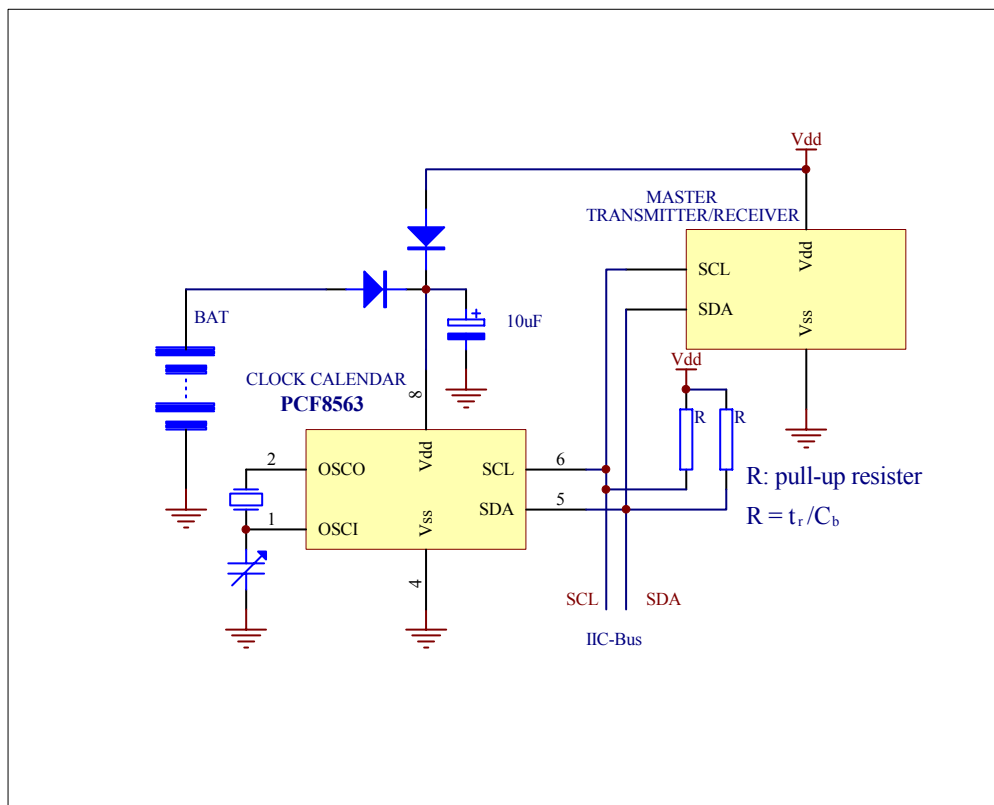 Vdd
MASTER
TRANSMITTER/RECEIVER
Vdd
SCL
SDA
Vss
BAT
+
10uF
Vdd
CLOCK CALENDAR
PCF8563
8
R
R
2
OSCO
Vdd
SCL
6
R: pull-up resister
1
OSCI
Vss
SDA
5
R = tr/Cb
4
SCL
SDA
IIC-Bus